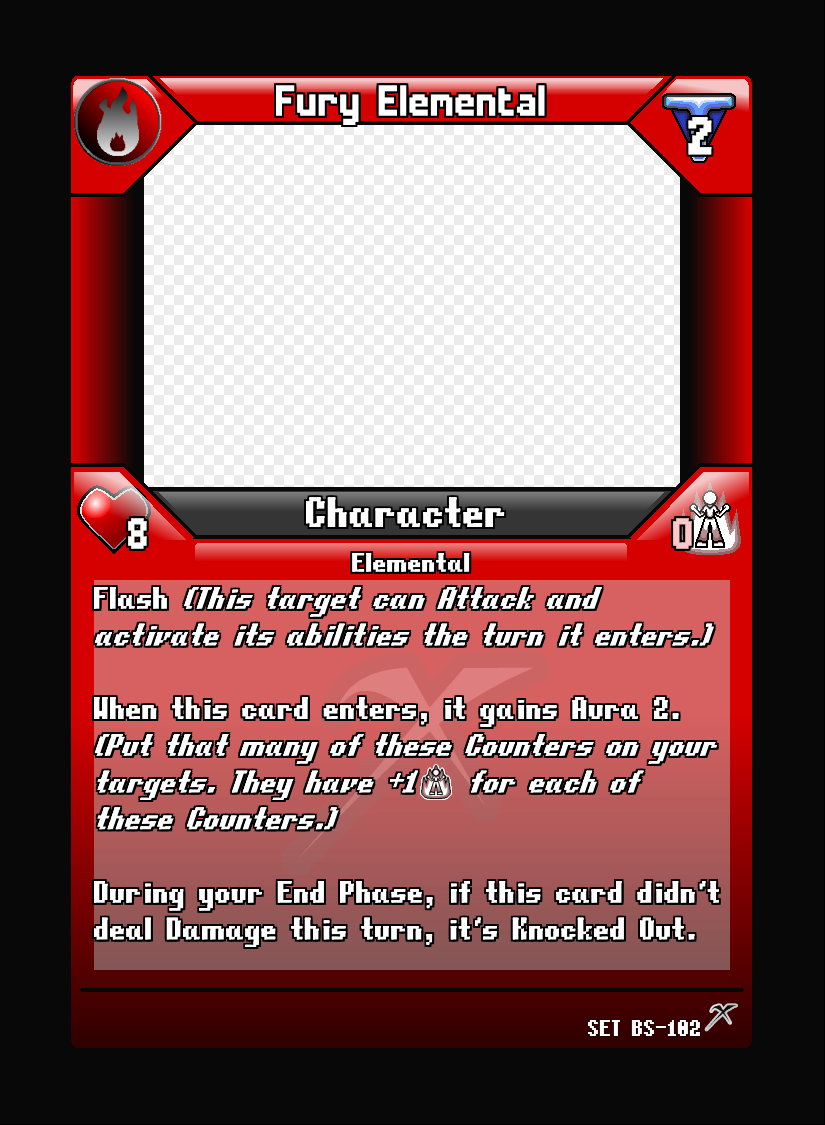 Fury Elemental
2
Character
8
0
Elemental
Flash (This target can Attack and
activate its abilities the turn it enters.)
When this card enters, it gains Aura 2.
(Put that many of these Counters on your
targets. They have +1 for each of
these Counters.)
During your End Phase, if this card didn't
deal Damage this turn, it's Knocked Out.
SET BS-102